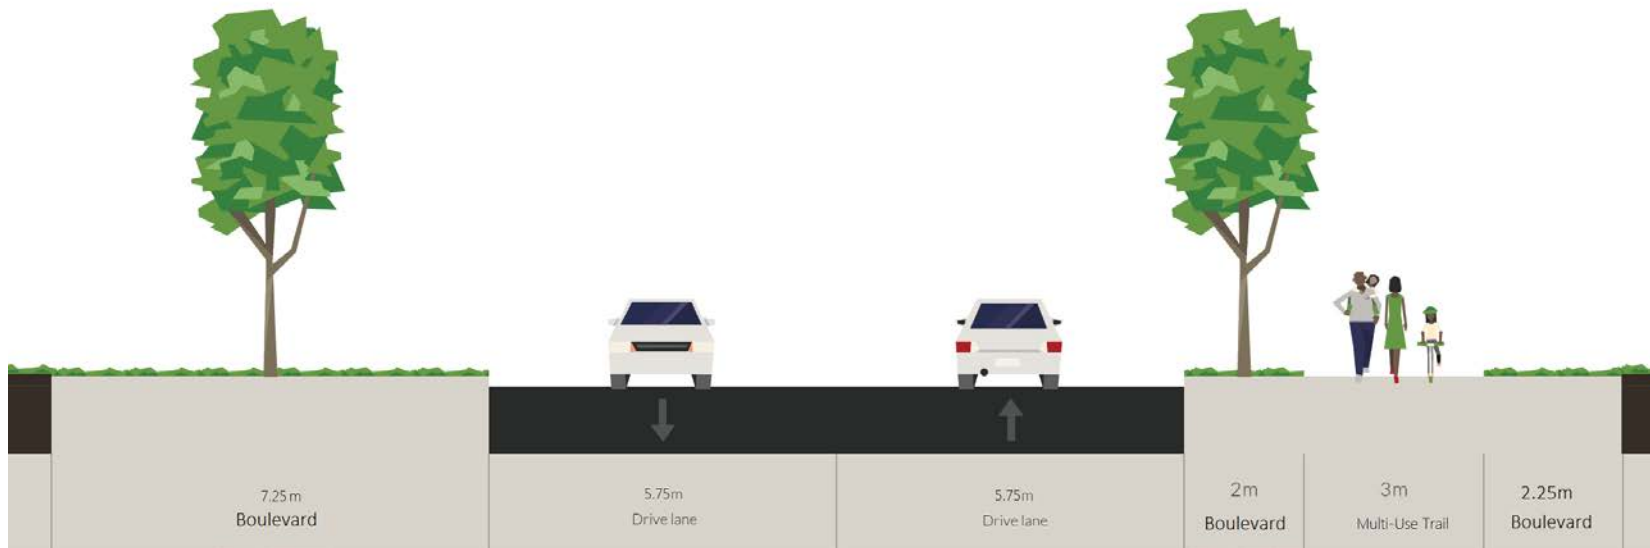 7.25m
Boulevard
5.75m
Drive lane
5.75m
Drive lane
2m
Boulevard
3m
Multi-Use Trail
2.25m
Boulevard